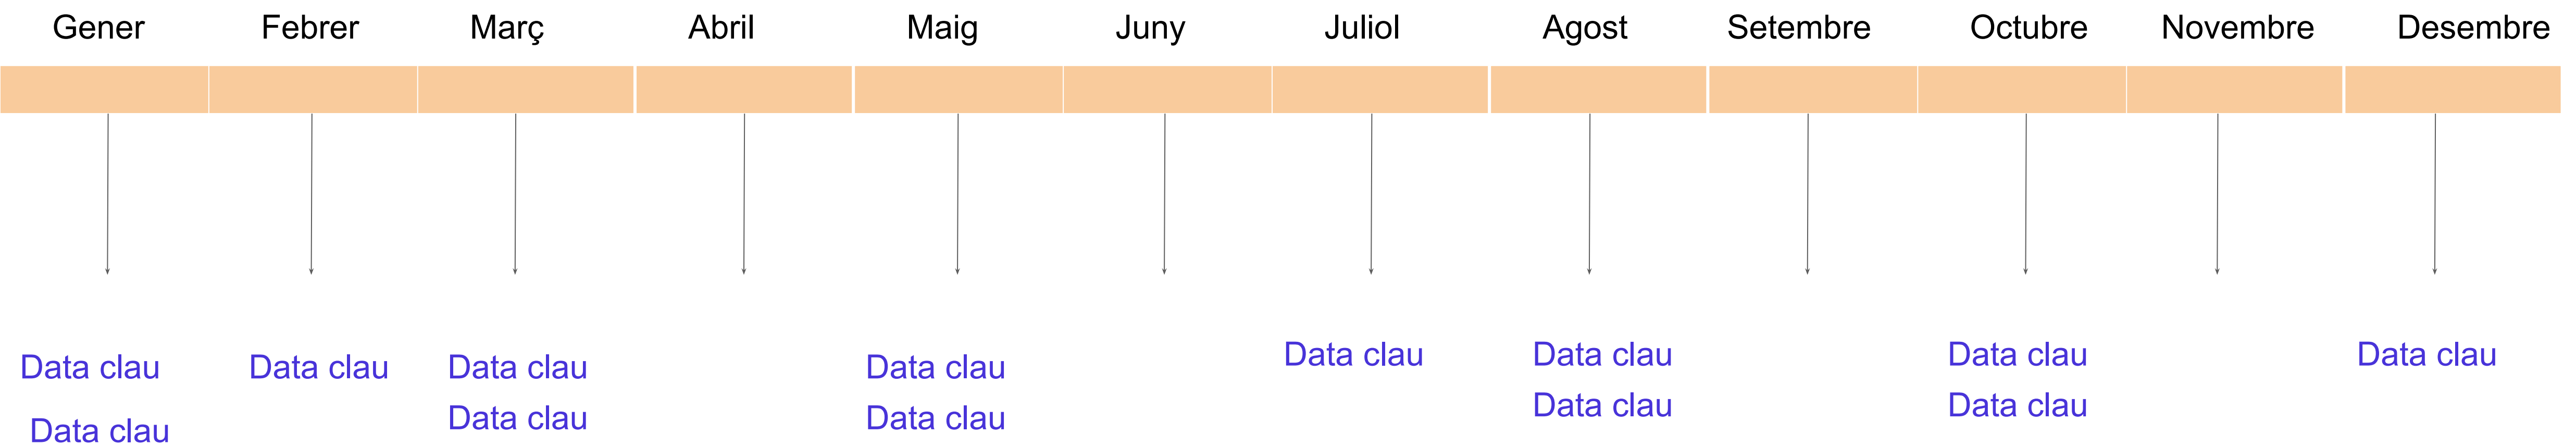 Gener Febrer Març Abril Maig Juny Juliol Agost Setembre Octubre Novembre Desembre
Data clau Data clau Data clau Data clau Data clau Data clau Data clau Data clau
Data clau Data clau Data clau Data clau Data clau